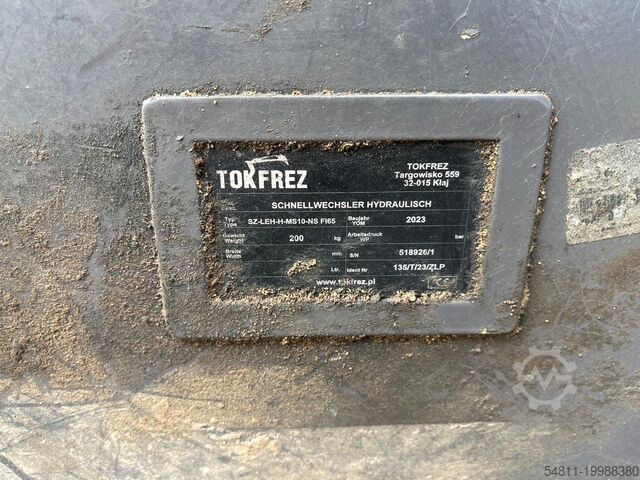 TOKFREZ
TOKFREZ
Targowisko 559
32-015 Kłaj
SCHNELLWECHSLER HYDRAULISCH
Typ Type SZ-LEH-H-MS10-NS FI65 Baujahr YOM 2023
Gewicht Weight 200 kg Arbeitsdruck WP bar
Breite Width mm S/N 518926/1
Ltr. Ident Nr 135/T/23/ZLP
www.tokfrez.pl
54811-19988380